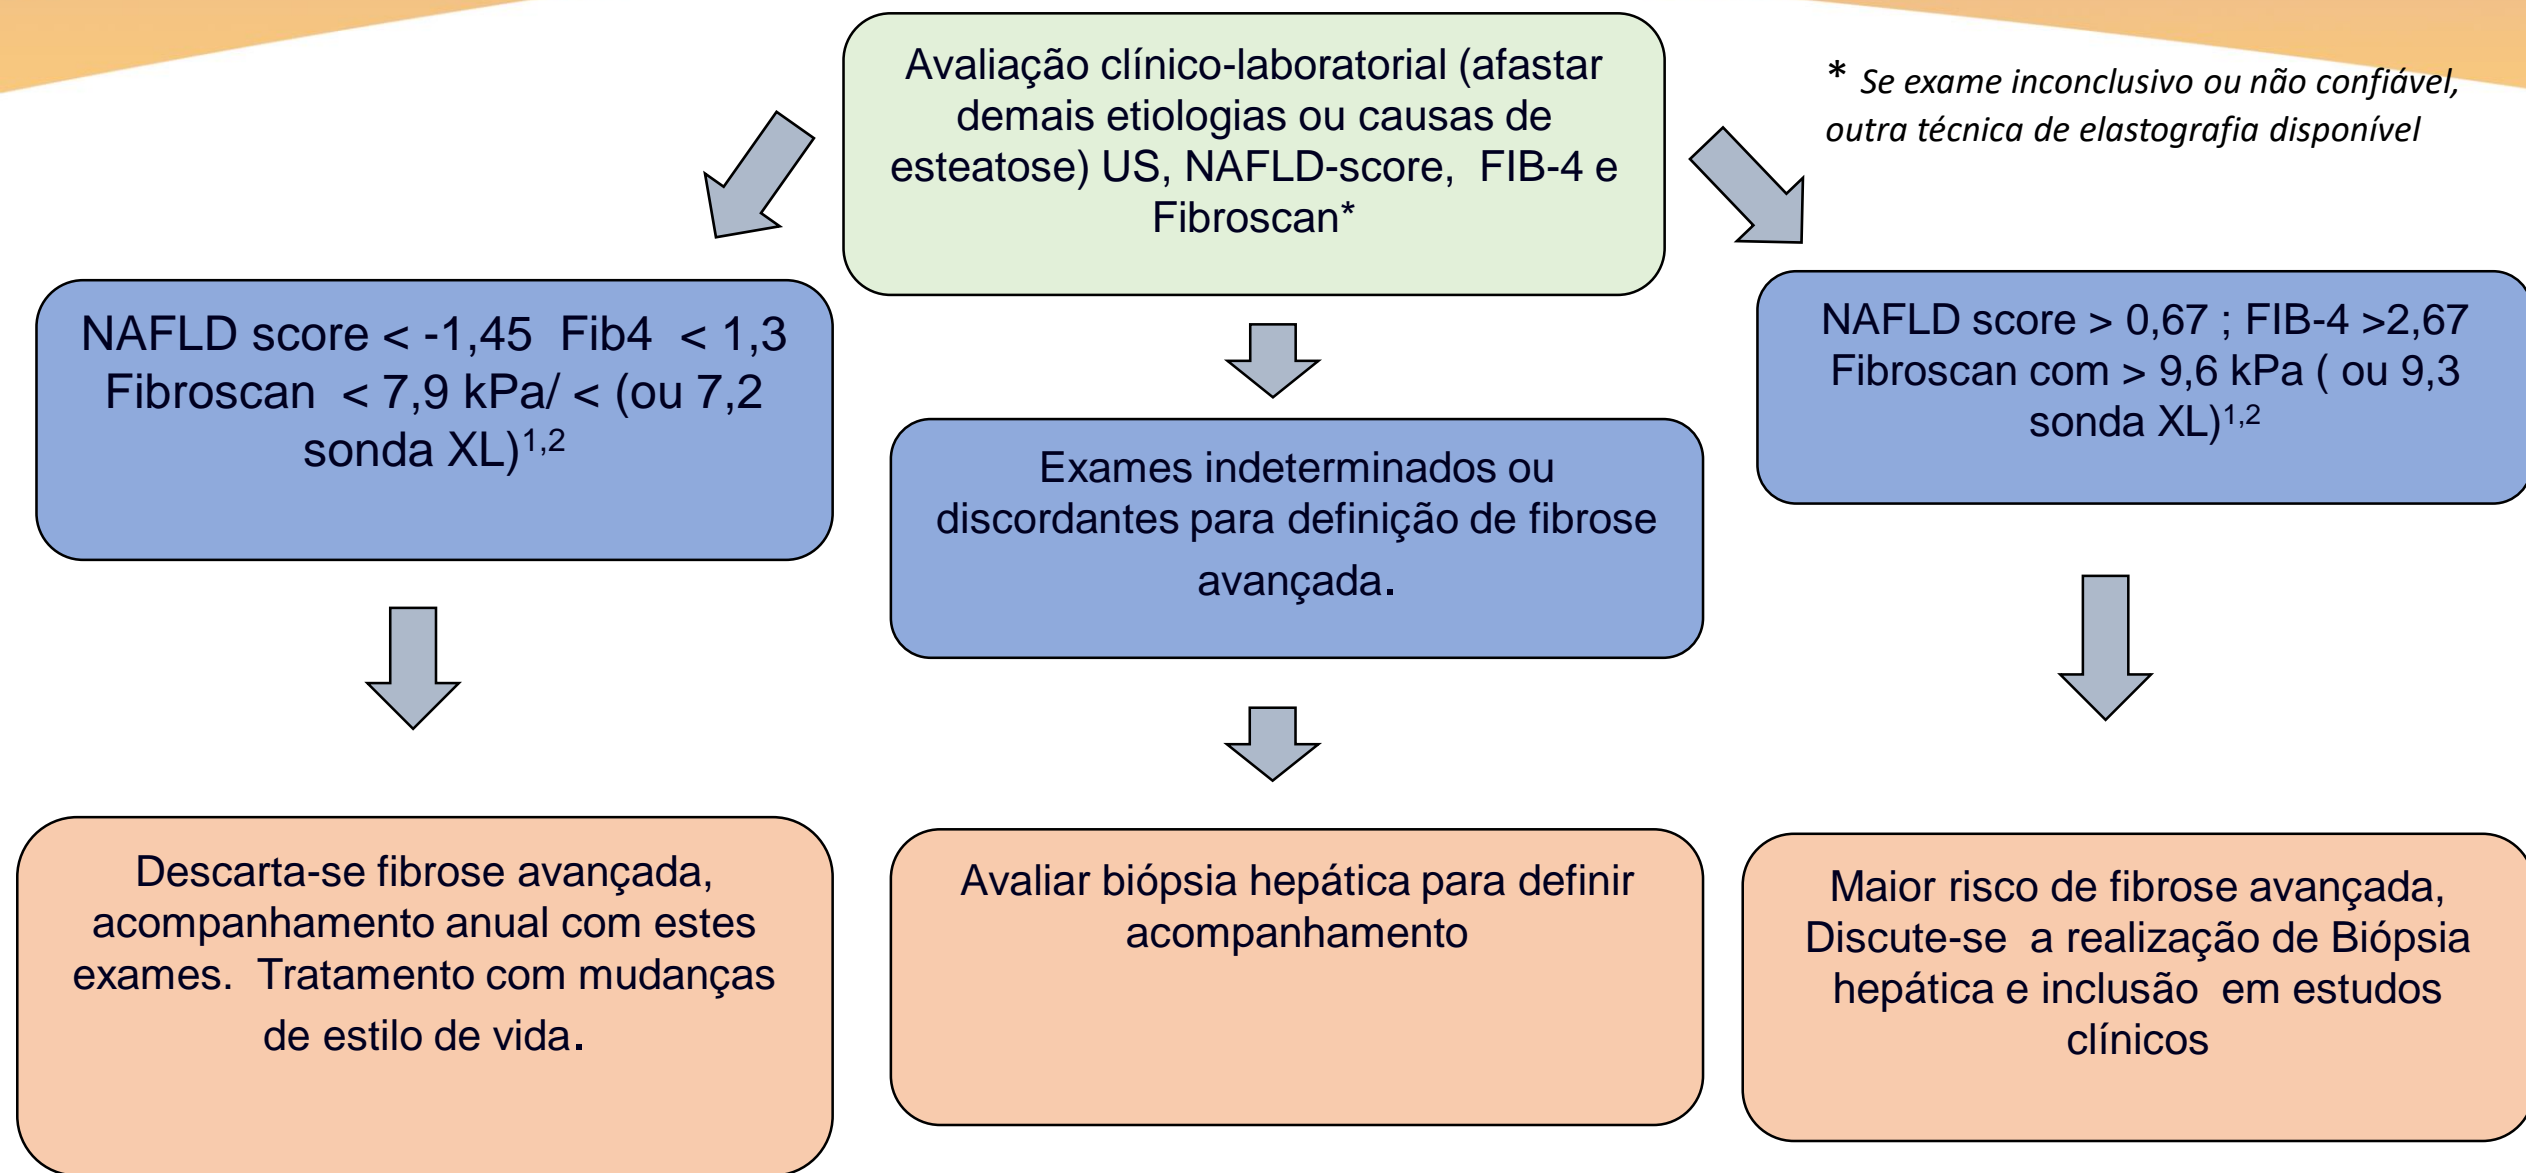 Avaliação clínico-laboratorial (afastar
demais etiologias ou causas de
esteatose) US, NAFLD-score, FIB-4 e
Fibroscan*
* Se exame inconclusivo ou não confiável,
outra técnica de elastografia disponível
NAFLD score < -1,45 Fib4 < 1,3
Fibroscan < 7,9 kPa/ < (ou 7,2
sonda XL)1,2
Exames indeterminados ou
discordantes para definição de fibrose
avançada.
NAFLD score > 0,67 ; FIB-4 >2,67
Fibroscan com > 9,6 kPa ( ou 9,3
sonda XL)1,2
Descarta-se fibrose avançada,
acompanhamento anual com estes
exames. Tratamento com mudanças
de estilo de vida.
Avaliar biópsia hepática para definir
acompanhamento
Maior risco de fibrose avançada,
Discute-se a realização de Biópsia
hepática e inclusão em estudos
clínicos